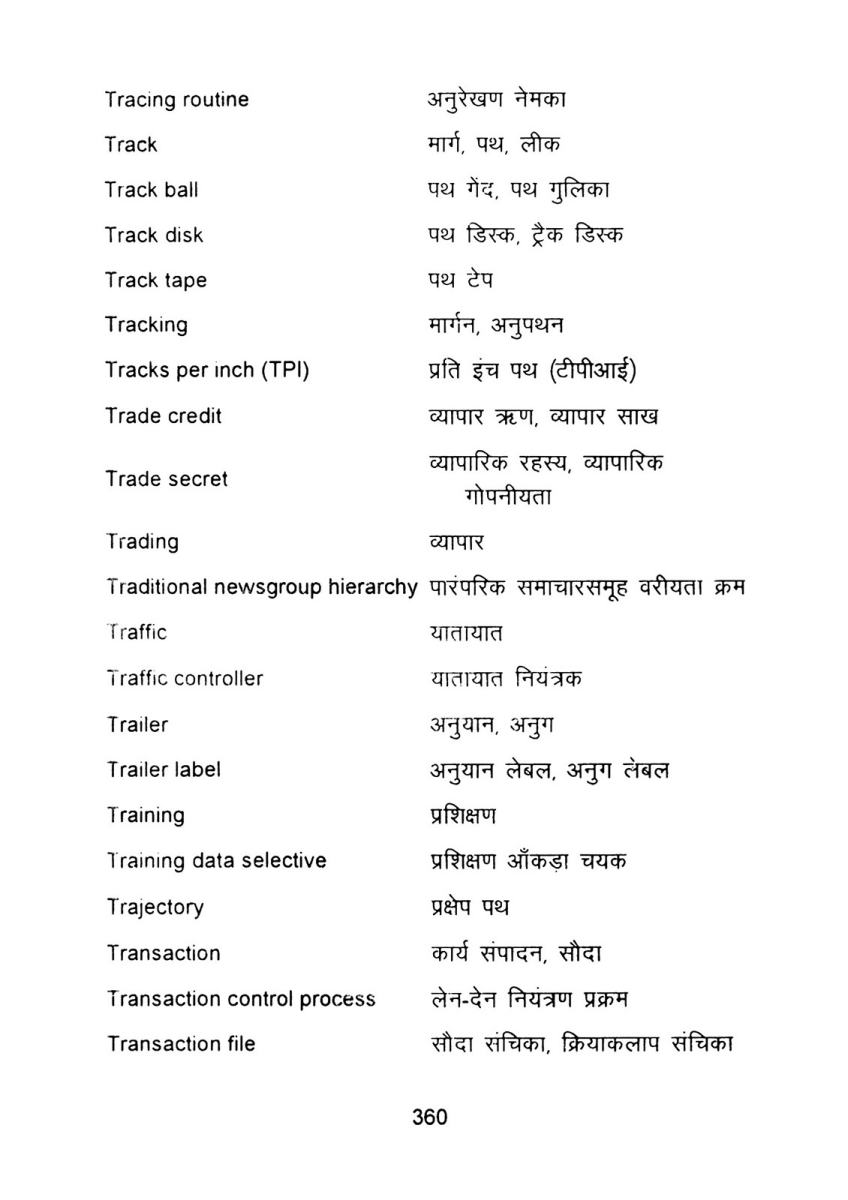 Tracing routine अनुरेखण नेमका
Track मार्ग, पथ, लीक
Track ball पथ गेंद, पथ गुलिका
Track disk पथ डिस्क, ट्रैक डिस्क
Track tape पथ टेप
Tracking मार्गन, अनुपथन
Tracks per inch (TPI) प्रति इंच पथ (टीपीआई)
Trade credit व्यापार ऋण, व्यापार साख
Trade secret व्यापारिक रहस्य, व्यापारिक
गोपनीयता
Trading व्यापार
Traditional newsgroup hierarchy पारंपरिक समाचारसमूह वरीयता क्रम
Traffic यातायात
Traffic controller यातायात नियंत्रक
Trailer अनुयान, अनुग
Trailer label अनुयान लेबल, अनुग लेबल
Training प्रशिक्षण
Training data selective प्रशिक्षण आँकड़ा चयक
Trajectory प्रक्षेप पथ
Transaction कार्य संपादन, सौदा
Transaction control process लेन-देन नियंत्रण प्रक्रम
Transaction file सौदा संचिका, क्रियाकलाप संचिका
360